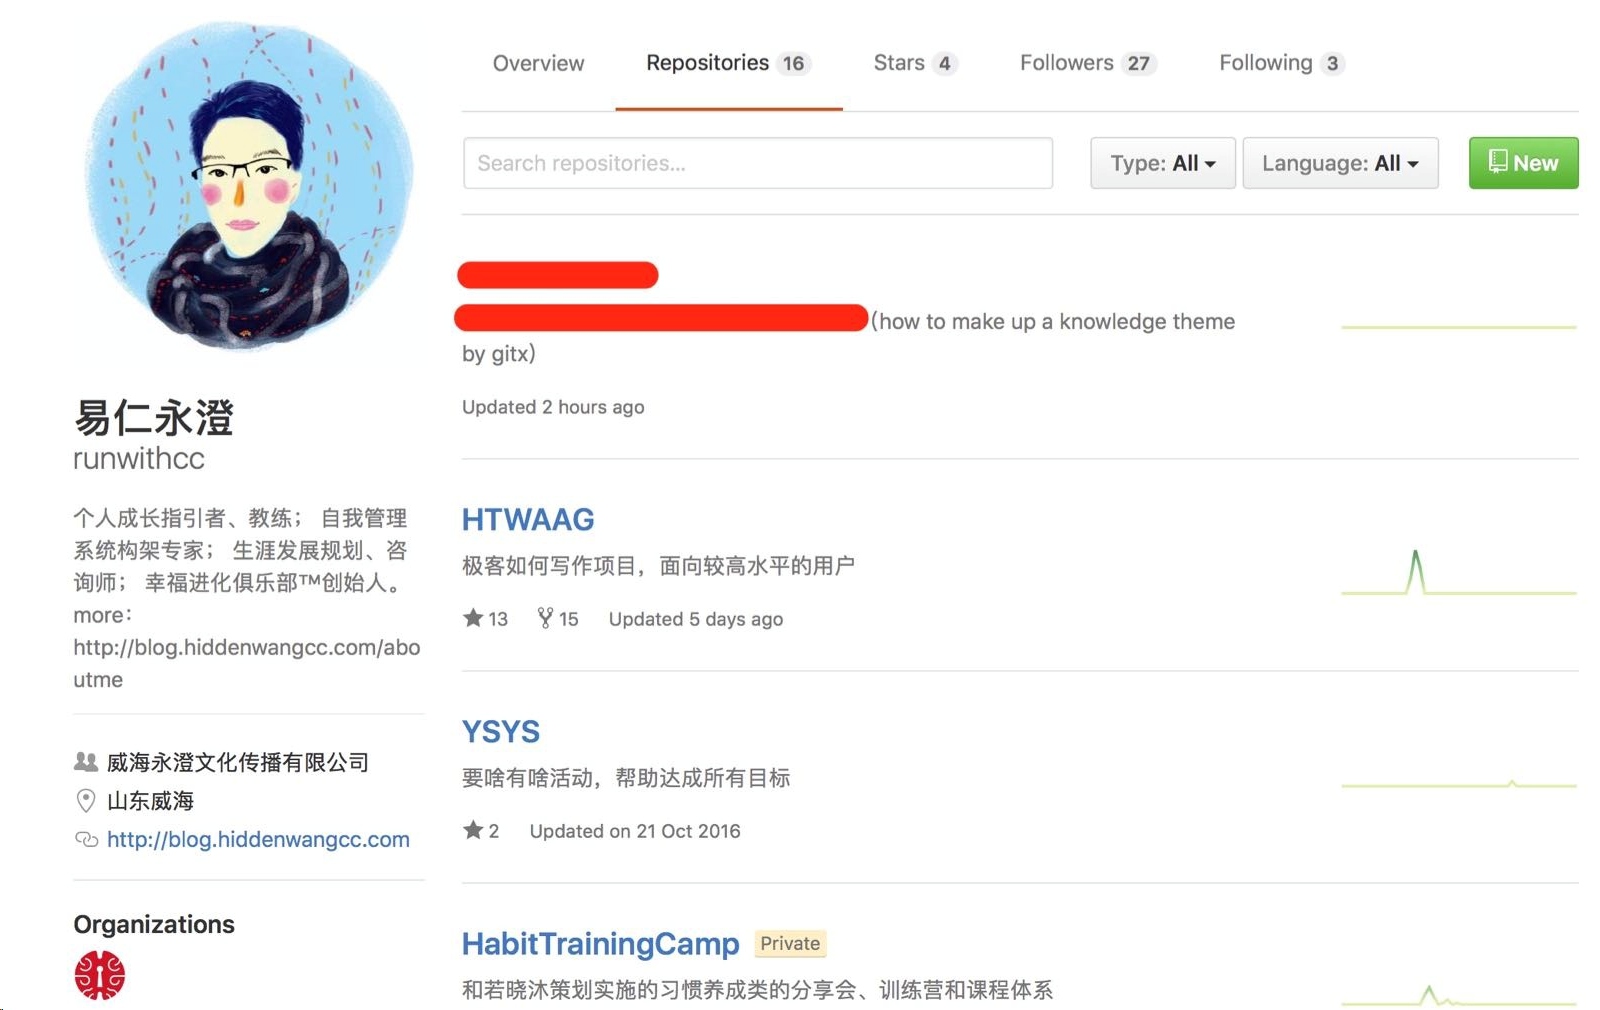 Overview Repositories 16 Stars 4 Followers 27 Following 3
Search repositories... Type: All Language: All New
(how to make up a knowledge theme
by gitx)
Updated 2 hours ago
HTWAAG
极客如何写作项目，面向较高水平的用户
13 15 Updated 5 days ago
YSYS
要啥有啥活动，帮助达成所有目标
2 Updated on 21 Oct 2016
HabitTrainingCamp Private
和若晓沐策划实施的习惯养成类的分享会、训练营和课程体系
易仁永澄
runwithcc
个人成长指引者、教练； 自我管理
系统构架专家； 生涯发展规划、咨
询师； 幸福进化俱乐部™创始人。
more：
http://blog.hiddenwangcc.com/abo
utme
威海永澄文化传播有限公司
山东威海
http://blog.hiddenwangcc.com
Organizations